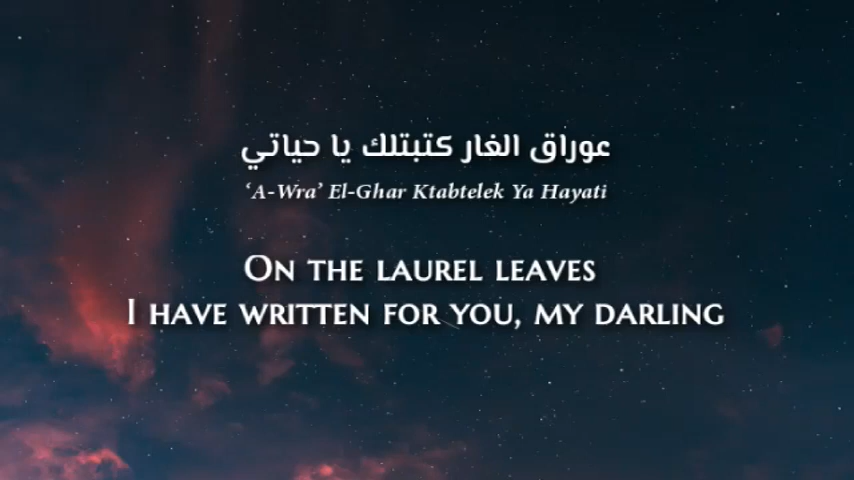 عوراق الغار كتبتلك يا حياتي
‘A-Wra’ El-Ghar Ktabtelek Ya Hayati
On the laurel leaves
I have written for you, my darling